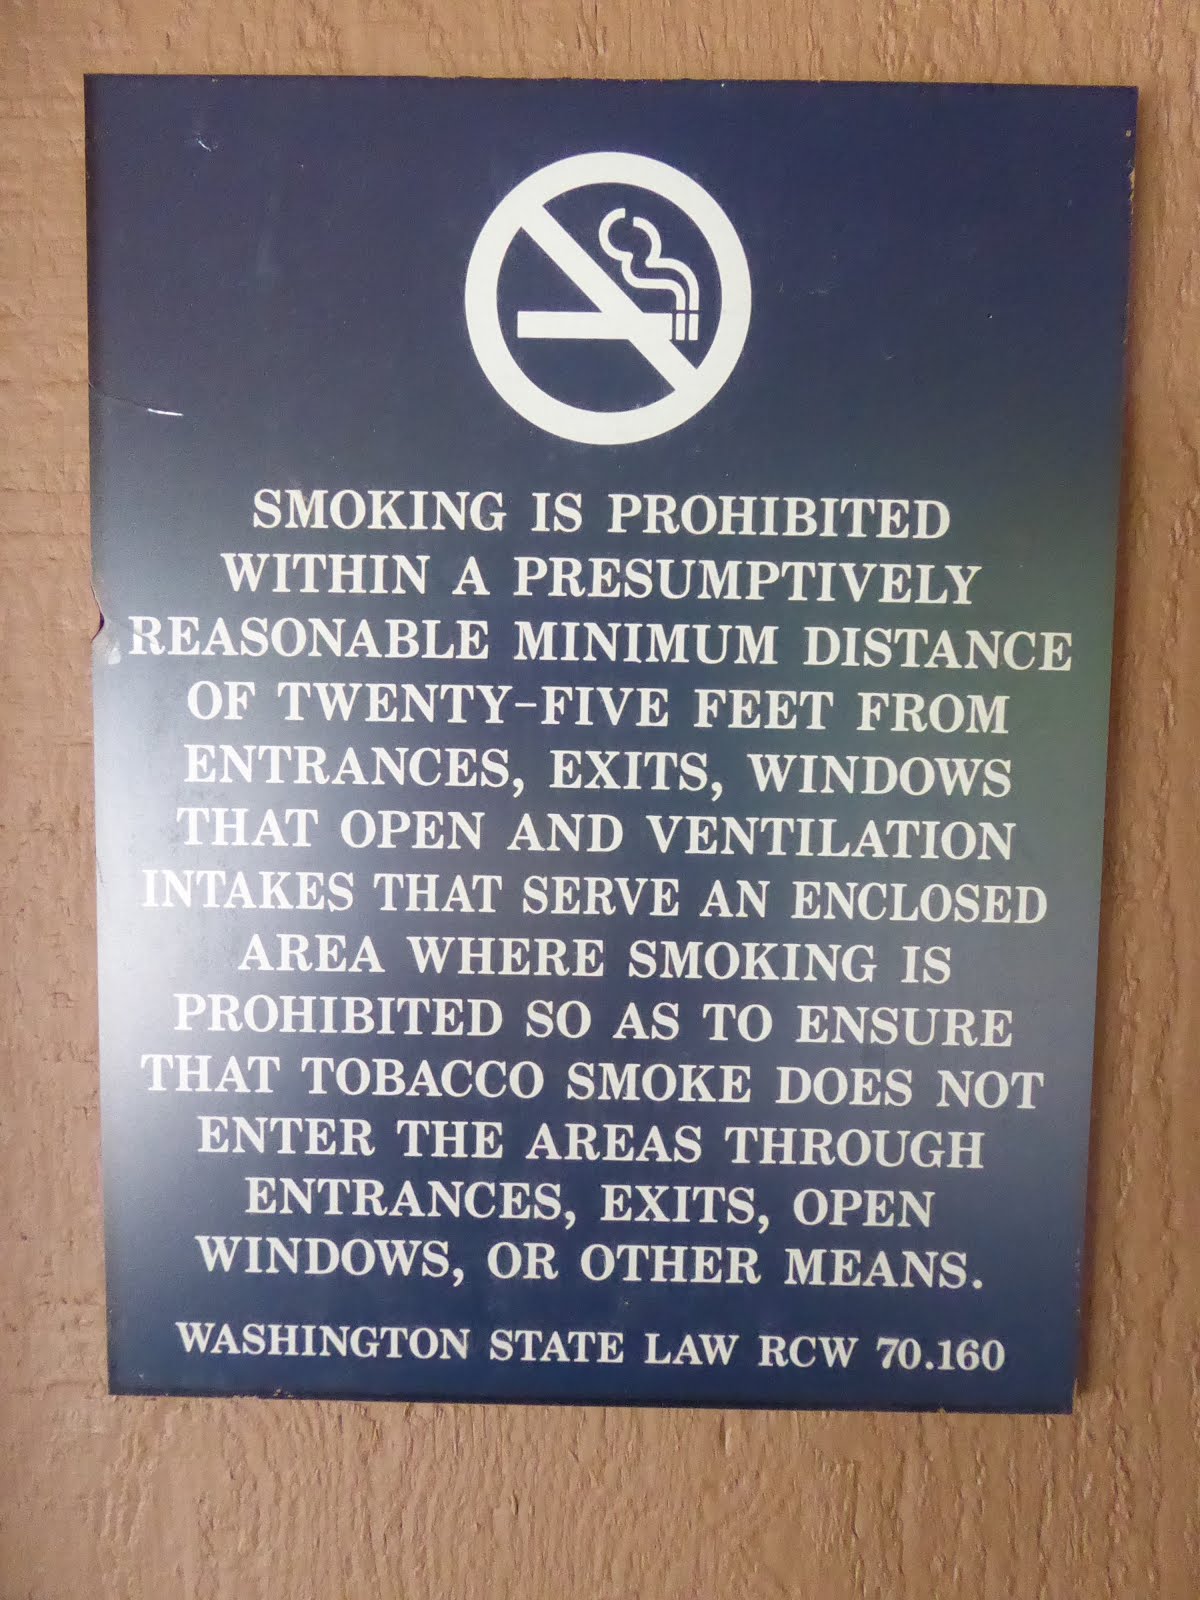 SMOKING IS PROHIBITED
WITHIN A PRESUMPTIVELY
REASONABLE MINIMUM DISTANCE
OF TWENTY-FIVE FEET FROM
ENTRANCES, EXITS, WINDOWS
THAT OPEN AND VENTILATION
INTAKES THAT SERVE AN ENCLOSED
AREA WHERE SMOKING IS
PROHIBITED SO AS TO ENSURE
THAT TOBACCO SMOKE DOES NOT
ENTER THE AREAS THROUGH
ENTRANCES, EXITS, OPEN
WINDOWS, OR OTHER MEANS.
WASHINGTON STATE LAW RCW 70.160